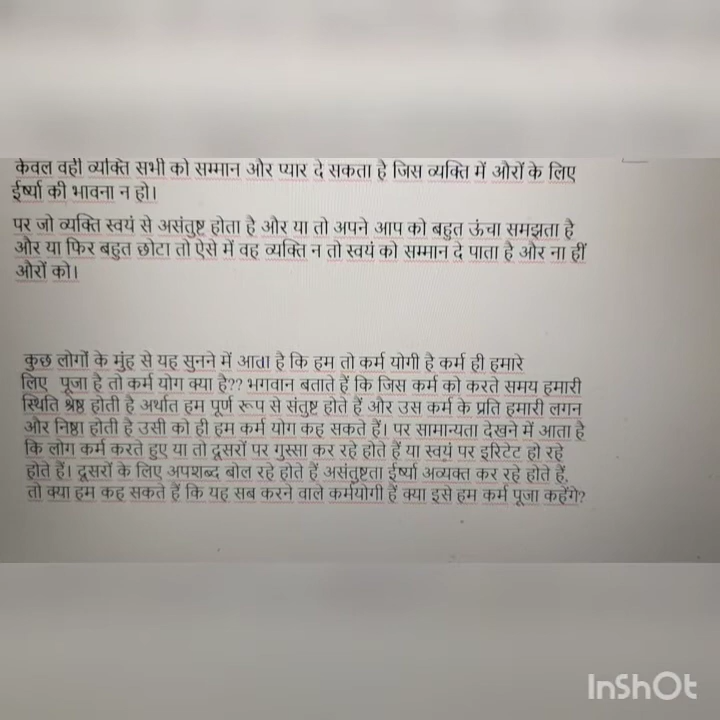 केवल वही व्यक्ति सभी को सम्मान और प्यार दे सकता है जिस व्यक्ति में औरों के लिए
ईर्ष्या की भावना न हो।
पर जो व्यक्ति स्वयं से असंतुष्ट होता है और या तो अपने आप को बहुत ऊंचा समझता है
और या फिर बहुत छोटा तो ऐसे में वह व्यक्ति न तो स्वयं को सम्मान दे पाता है और ना हीं
औरों को।
कुछ लोगों के मुंह से यह सुनने में आता है कि हम तो कर्म योगी है कर्म ही हमारे
लिए पूजा है तो कर्म योग क्या है?? भगवान बताते हैं कि जिस कर्म को करते समय हमारी
स्थिति श्रष्ठ होती है अर्थात हम पूर्ण रूप से संतुष्ट होते हैं और उस कर्म के प्रति हमारी लगन
और निष्ठा होती है उसी को ही हम कर्म योग कह सकते हैं। पर सामान्यता देखने में आता है
कि लोग कर्म करते हुए या तो दूसरों पर गुस्सा कर रहे होते हैं या स्वयं पर इरिटेट हो रहे
होते हैं। दूसरों के लिए अपशब्द बोल रहे होते हैं असंतुष्टता ईर्ष्या अव्यक्त कर रहे होते हैं,
तो क्या हम कह सकते हैं कि यह सब करने वाले कर्मयोगी हैं क्या इसे हम कर्म पूजा कहेंगे?
InShOt